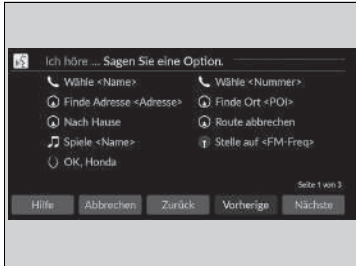 Ich höre ... Sagen Sie eine Option.
Wähle <Name>
Wähle <Nummer>
Finde Adresse <Adresse>
Finde Ort <POI>
Nach Hause
Route abbrechen
Spiele <Name>
Stelle auf <FM-Freq>
OK, Honda
Seite 1 von 3
Hilfe
Abbrechen
Zurück
Vorherige
Nächste